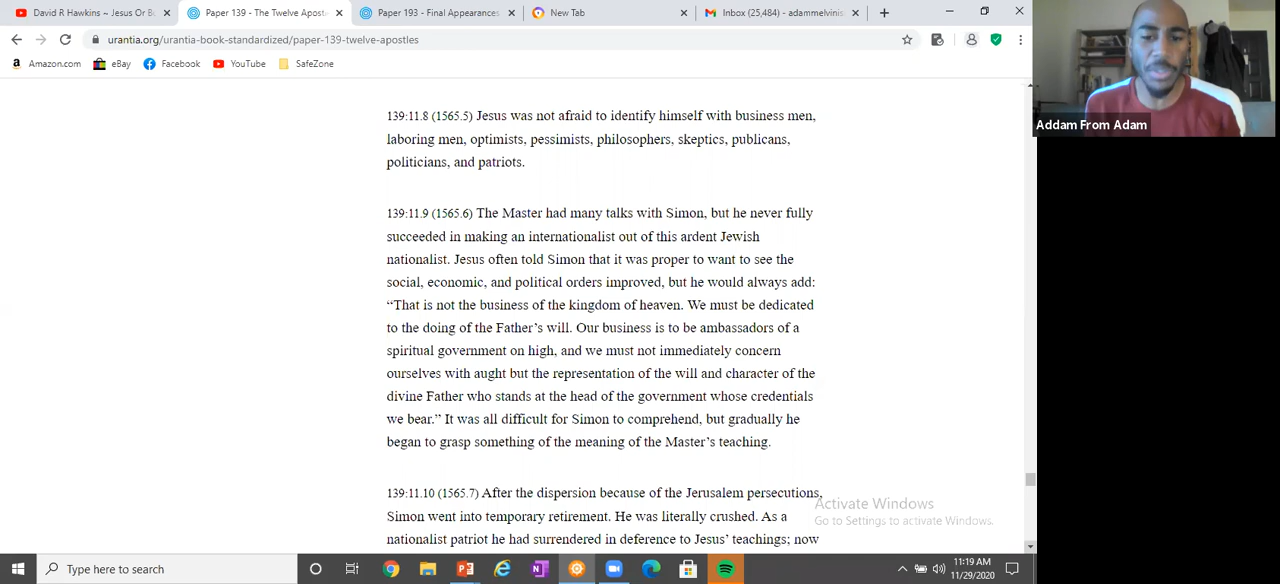 David R Hawkins ~ Jesus Or Bu
Paper 139 - The Twelve Apost
Paper 193 - Final Appearances
New Tab
Inbox (25,484) - adammelvinis
urantia.org/urantia-book-standardized/paper-139-twelve-apostles
Amazon.com
eBay
Facebook
YouTube
SafeZone
Addam From Adam
139:11.8 (1565.5) Jesus was not afraid to identify himself with business men,
laboring men, optimists, pessimists, philosophers, skeptics, publicans,
politicians, and patriots.
139:11.9 (1565.6) The Master had many talks with Simon, but he never fully
succeeded in making an internationalist out of this ardent Jewish
nationalist. Jesus often told Simon that it was proper to want to see the
social, economic, and political orders improved, but he would always add:
“That is not the business of the kingdom of heaven. We must be dedicated
to the doing of the Father’s will. Our business is to be ambassadors of a
spiritual government on high, and we must not immediately concern
ourselves with aught but the representation of the will and character of the
divine Father who stands at the head of the government whose credentials
we bear.” It was all difficult for Simon to comprehend, but gradually he
began to grasp something of the meaning of the Master’s teaching.
139:11.10 (1565.7) After the dispersion because of the Jerusalem persecutions,
Simon went into temporary retirement. He was literally crushed. As a
nationalist patriot he had surrendered in deference to Jesus’ teachings; now
Activate Windows
Go to Settings to activate Windows.
Type here to search
11:19 AM
11/29/2020